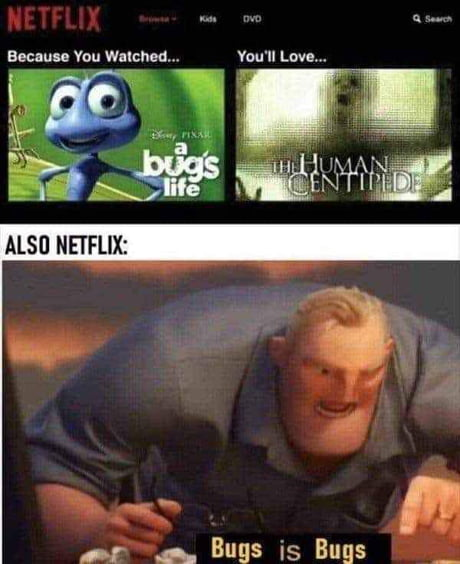 NETFLIX Browse Kids DVD Search
Because You Watched... You'll Love...
Disney PIXAR
a
bug's
life
THE HUMAN
CENTIPEDE
ALSO NETFLIX:
Bugs is Bugs